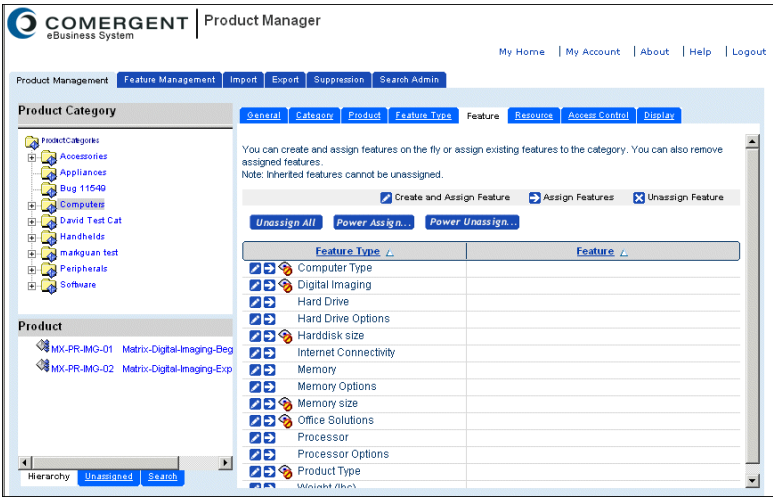 COMERGENT
eBusiness System
Product Manager
My Home | My Account | About | Help | Logout
Product Management Feature Management Import Export Suppression Search Admin
Product Category
ProductCategories
Accessories
Appliances
Bug 11549
Computers
David Test Cat
Handhelds
markguan test
Peripherals
Software
Product
MX-PR-IMG-01 Matrix-Digital-Imaging-Beg
MX-PR-IMG-02 Matrix-Digital-Imaging-Exp
Hierarchy Unassigned Search
General Category Product Feature Type Feature Resource Access Control Display
You can create and assign features on the fly or assign existing features to the category. You can also remove
assigned features.
Note: Inherited features cannot be unassigned.
Create and Assign Feature Assign Features Unassign Feature
Unassign All Power Assign... Power Unassign...
Feature Type Feature
Computer Type
Digital Imaging
Hard Drive
Hard Drive Options
Harddisk size
Internet Connectivity
Memory
Memory Options
Memory size
Office Solutions
Processor
Processor Options
Product Type
Weight (lbs)